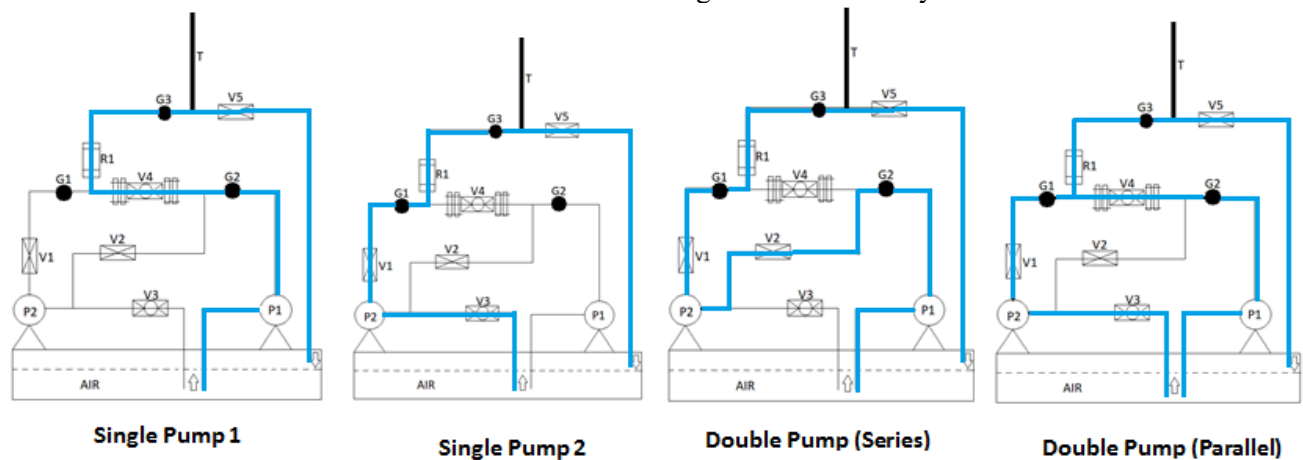 T
G3
V5
R1
G1
V4
G2
V2
V1
V3
P2
P1
AIR
Single Pump 1
T
G3
V5
R1
G1
V4
G2
V2
V1
V3
P2
P1
AIR
Single Pump 2
T
G3
V5
R1
G1
V4
G2
V2
V1
V3
P2
P1
AIR
Double Pump (Series)
T
G3
V5
R1
G1
V4
G2
V2
V1
V3
P2
P1
AIR
Double Pump (Parallel)